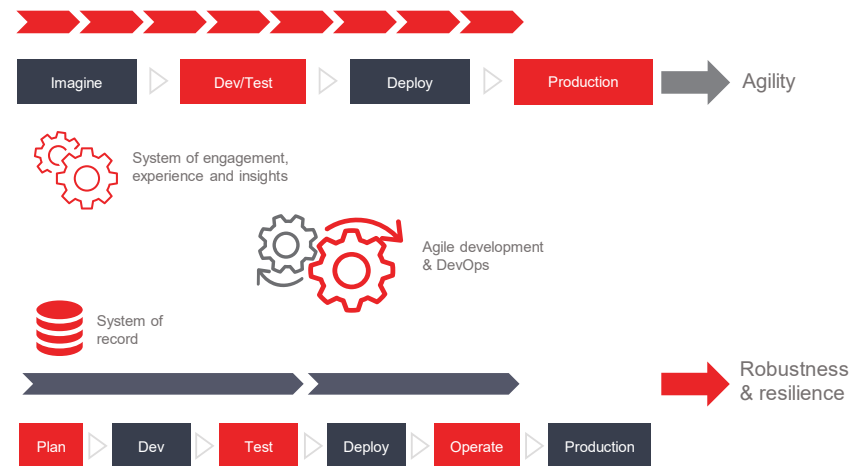 Imagine
Dev/Test
Deploy
Production
Agility
System of engagement,
experience and insights
Agile development
& DevOps
System of
record
Robustness
& resilience
Plan
Dev
Test
Deploy
Operate
Production